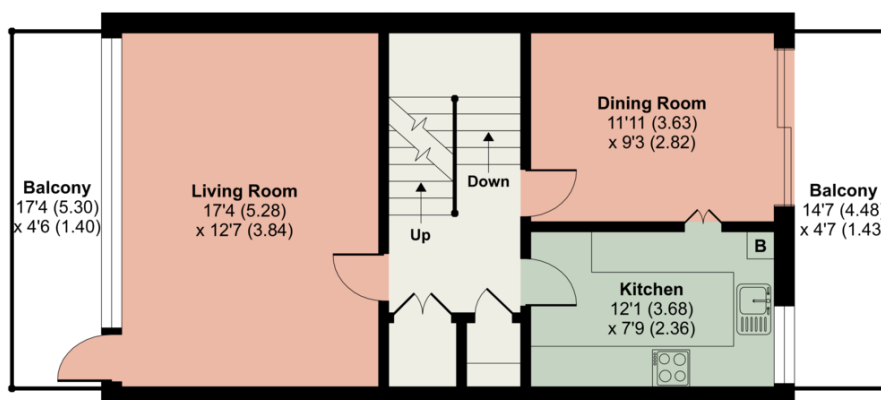 Balcony
17'4 (5.30)
x 4'6 (1.40)
Living Room
17'4 (5.28)
x 12'7 (3.84)
Up
Down
Dining Room
11'11 (3.63)
x 9'3 (2.82)
Balcony
14'7 (4.48)
x 4'7 (1.43)
B
Kitchen
12'1 (3.68)
x 7'9 (2.36)